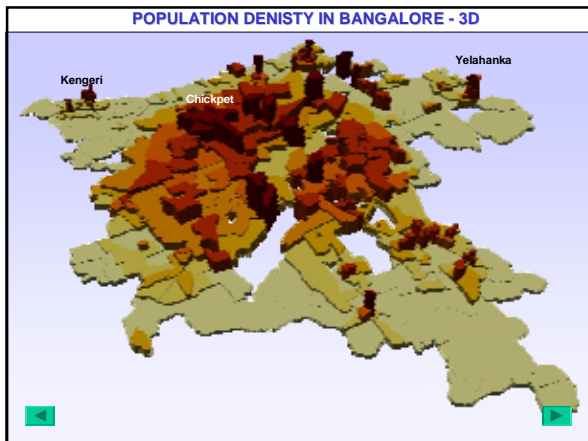 POPULATION DENISTY IN BANGALORE - 3D
Yelahanka
Kengeri
Chickpet